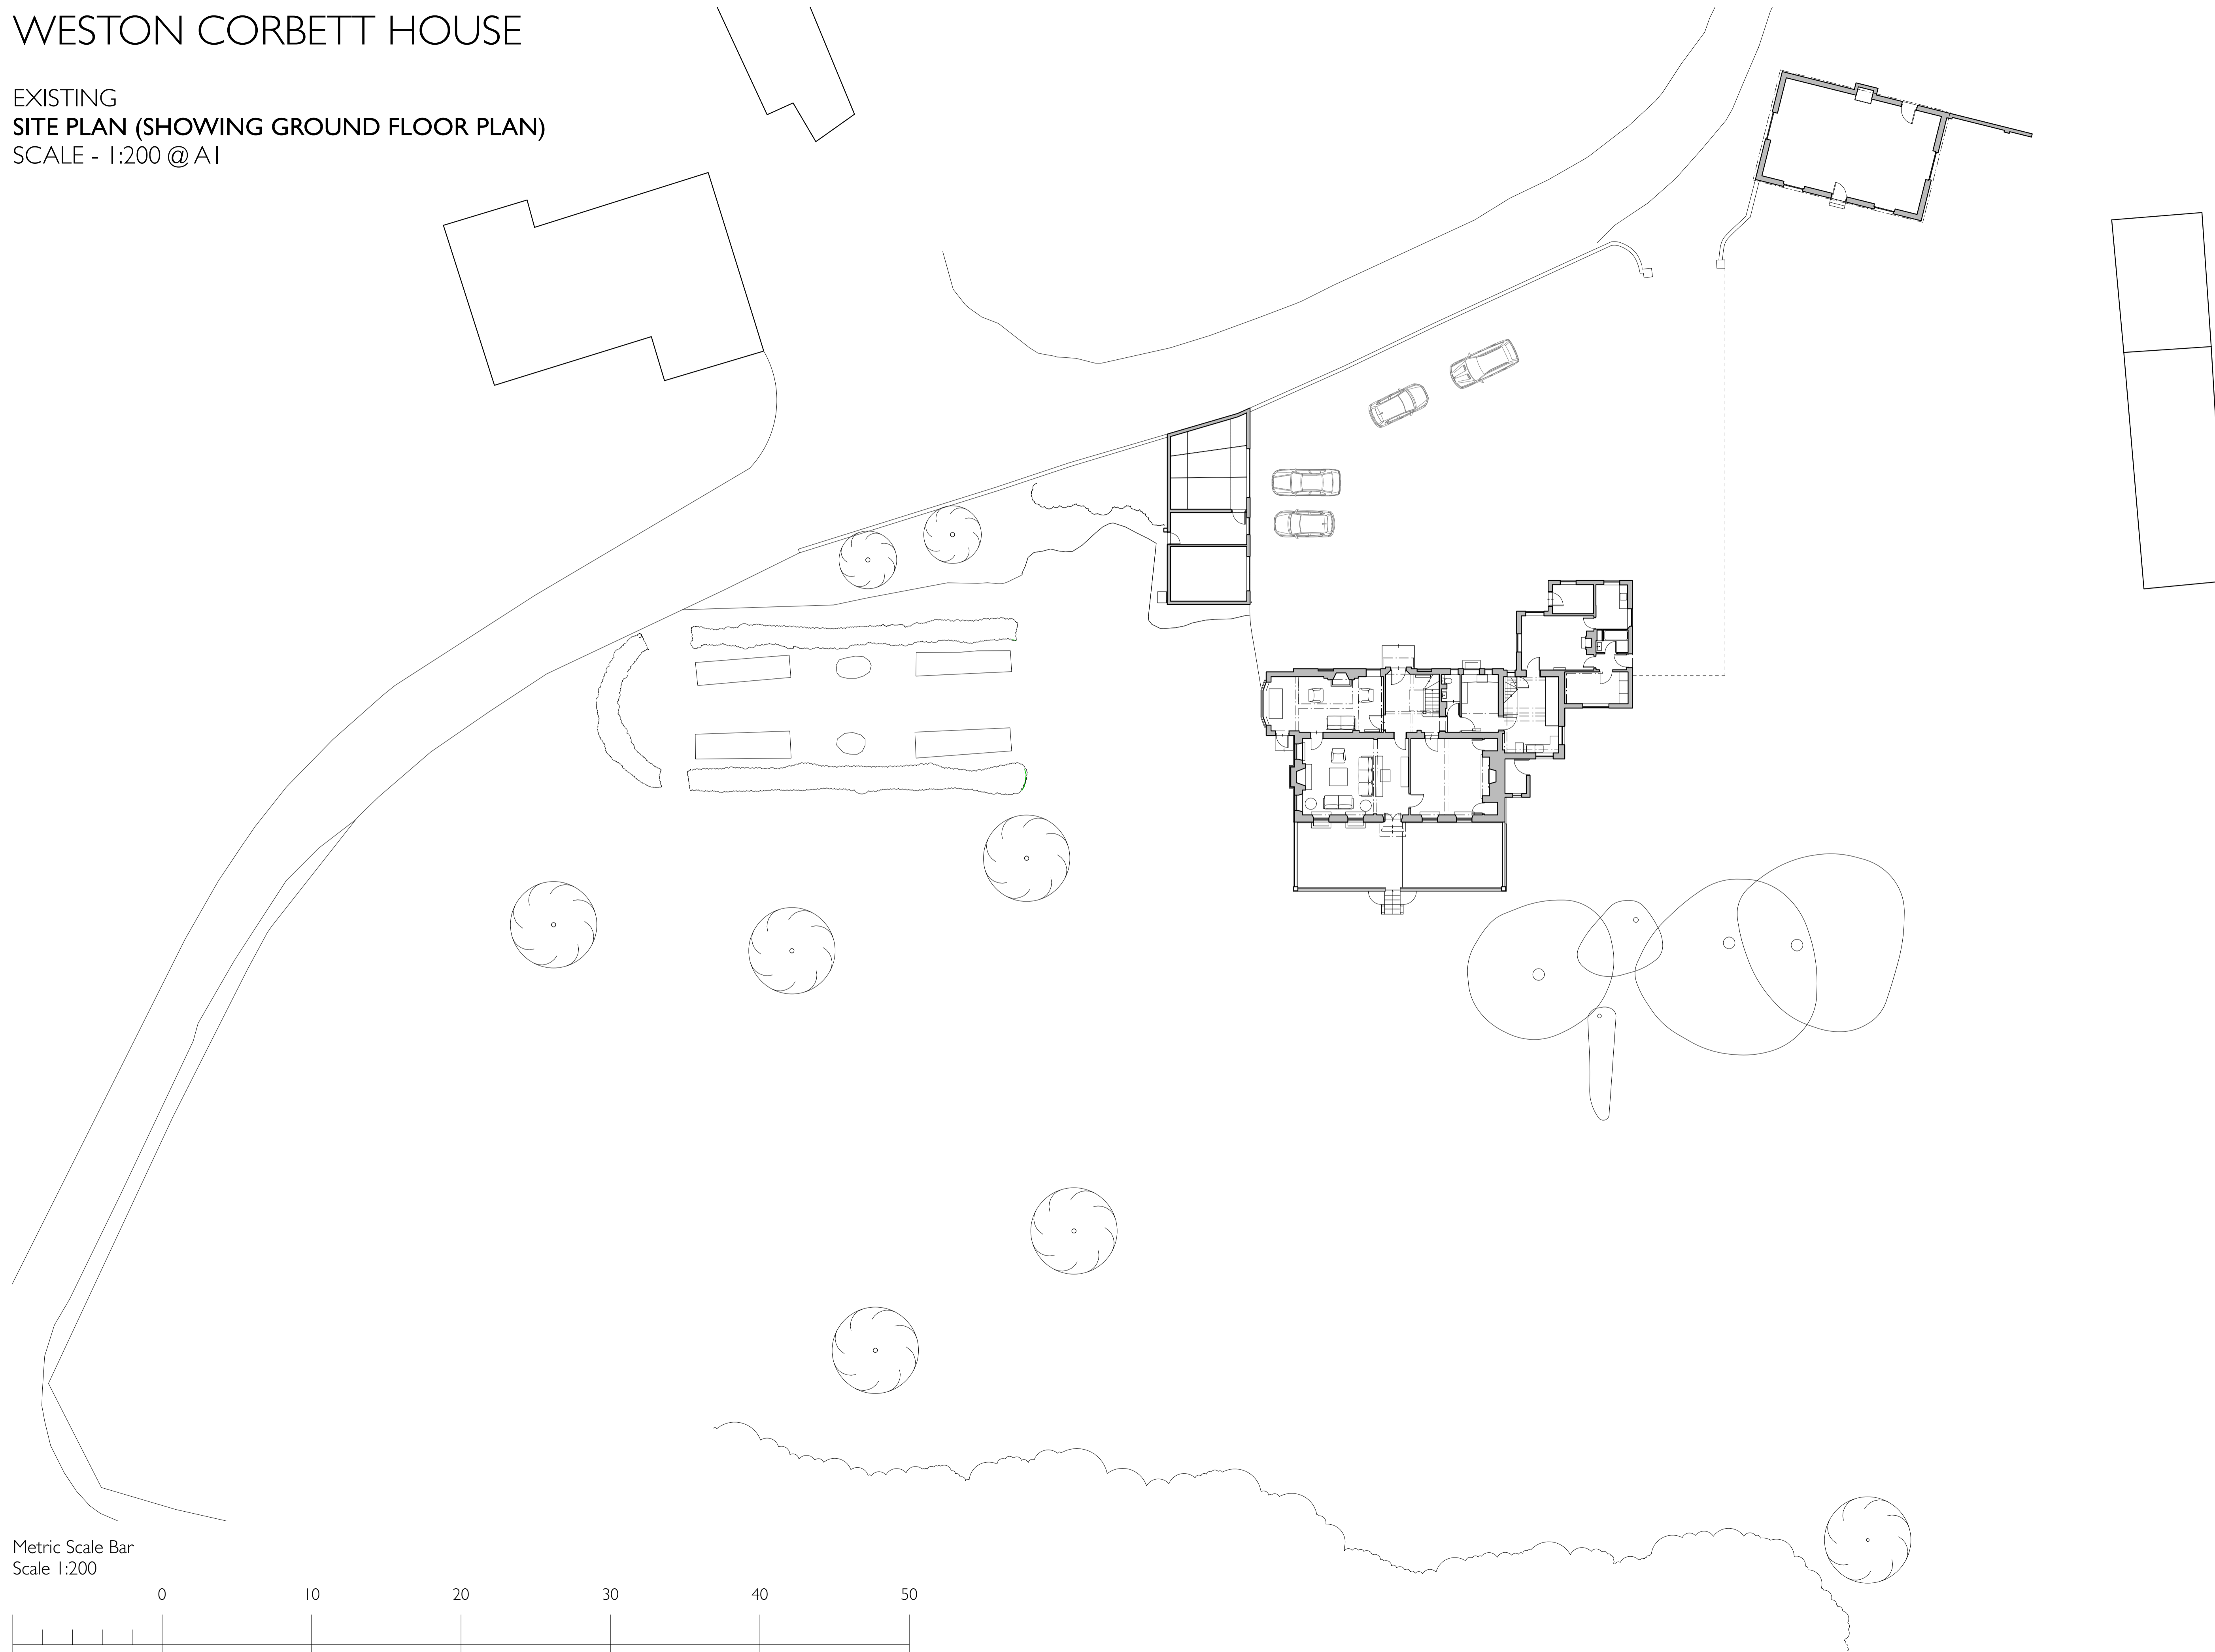 WESTON CORBETT HOUSE
EXISTING
SITE PLAN (SHOWING GROUND FLOOR PLAN)
SCALE - 1:200 @ A1
Metric Scale Bar
Scale 1:200
0 10 20 30 40 50